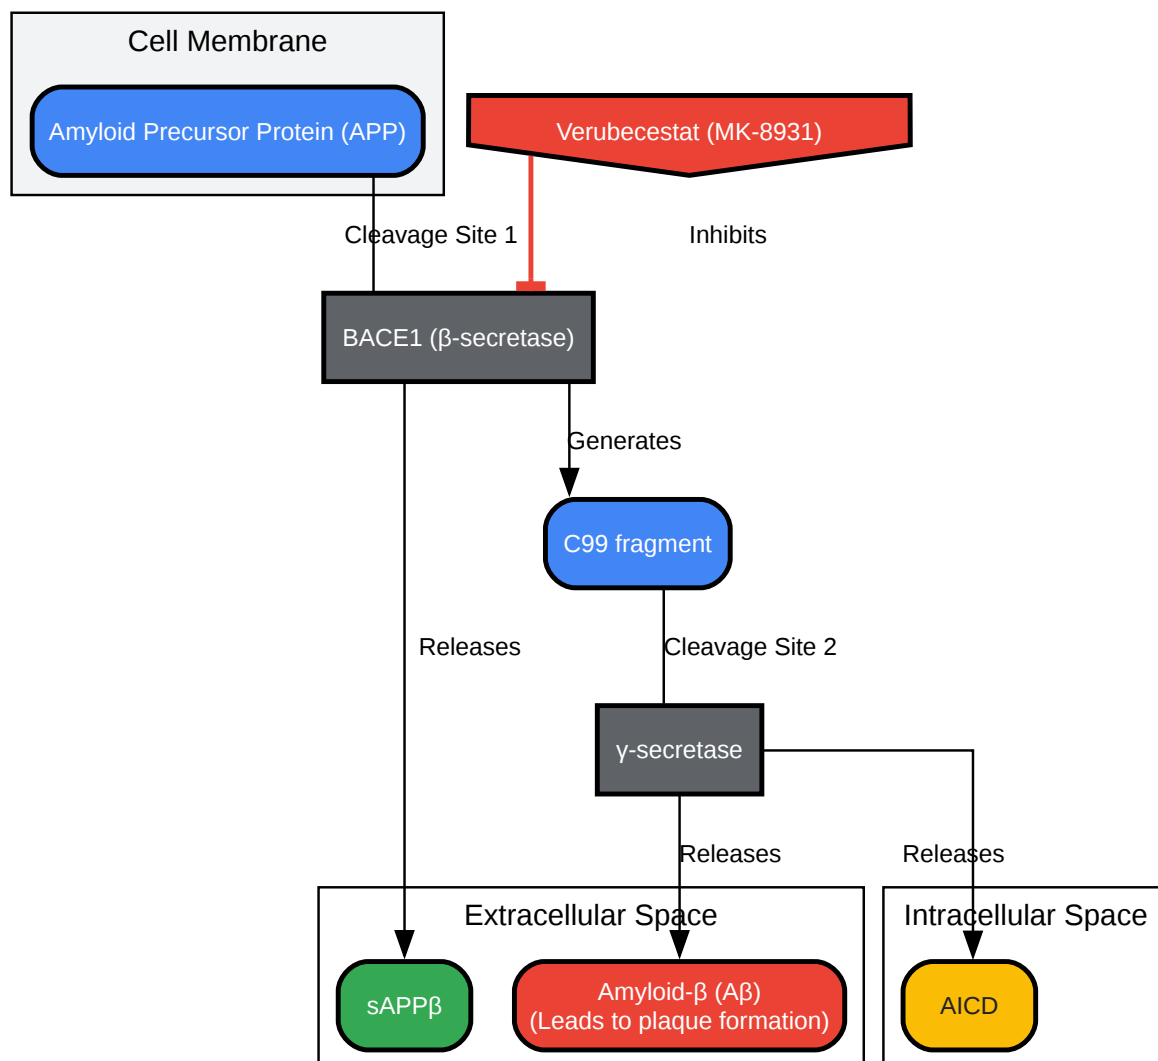 Cell Membrane
Amyloid Precursor Protein (APP)
Verubecestat (MK-8931)
Cleavage Site 1
Inhibits
BACE1 (β-secretase)
Generates
C99 fragment
Releases
Cleavage Site 2
γ-secretase
Releases
Releases
Extracellular Space
Intracellular Space
sAPPβ
Amyloid-β (Aβ)
(Leads to plaque formation)
AICD